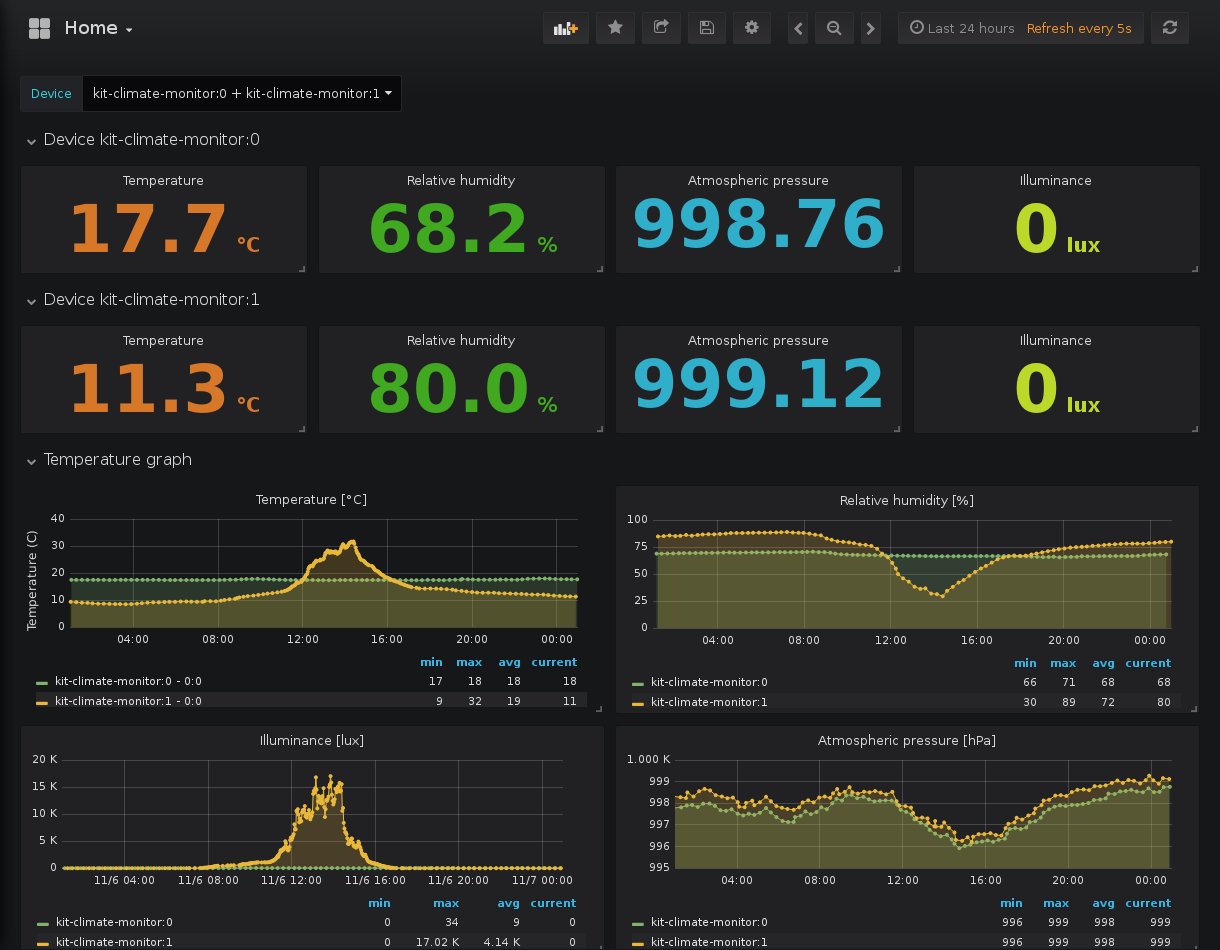 Home
Last 24 hours Refresh every 5s
Device kit-climate-monitor:0 + kit-climate-monitor:1
Device kit-climate-monitor:0
Temperature Relative humidity Atmospheric pressure Illuminance
17.7 °C 68.2 % 998.76 0 lux
Device kit-climate-monitor:1
Temperature Relative humidity Atmospheric pressure Illuminance
11.3 °C 80.0 % 999.12 0 lux
Temperature graph
Temperature [°C]
Temperature (C)
40
30
20
10
0
04:00 08:00 12:00 16:00 20:00 00:00
min max avg current
kit-climate-monitor:0 - 0:0 17 18 18 18
kit-climate-monitor:1 - 0:0 9 32 19 11
Relative humidity [%]
100
75
50
25
0
04:00 08:00 12:00 16:00 20:00 00:00
min max avg current
kit-climate-monitor:0 66 71 68 68
kit-climate-monitor:1 30 89 72 80
Illuminance [lux]
20 K
15 K
10 K
5 K
0
11/6 04:00 11/6 08:00 11/6 12:00 11/6 16:00 11/6 20:00 11/7 00:00
min max avg current
kit-climate-monitor:0 0 34 9 0
kit-climate-monitor:1 0 17.02 K 4.14 K 0
Atmospheric pressure [hPa]
1.000 K
999
998
997
996
995
04:00 08:00 12:00 16:00 20:00 00:00
min max avg current
kit-climate-monitor:0 996 999 998 999
kit-climate-monitor:1 996 999 998 999